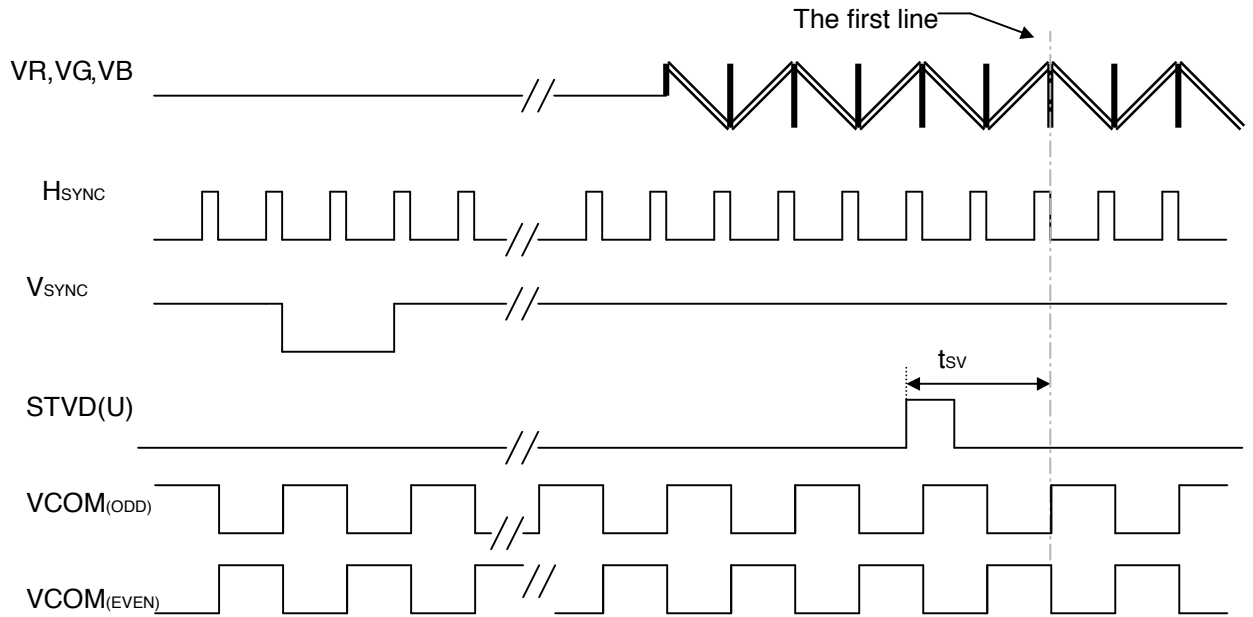 The first line
VR,VG,VB
HSYNC
VSYNC
tSV
STVD(U)
VCOM(ODD)
VCOM(EVEN)